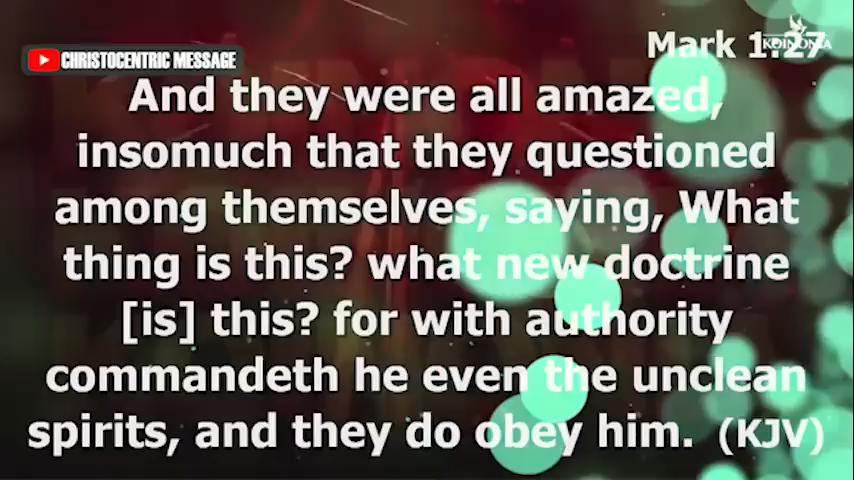 Mark 1:27
KOINONIA
CHRISTOCENTRIC MESSAGE
And they were all amazed,
insomuch that they questioned
among themselves, saying, What
thing is this? what new doctrine
[is] this? for with authority
commandeth he even the unclean
spirits, and they do obey him. (KJV)